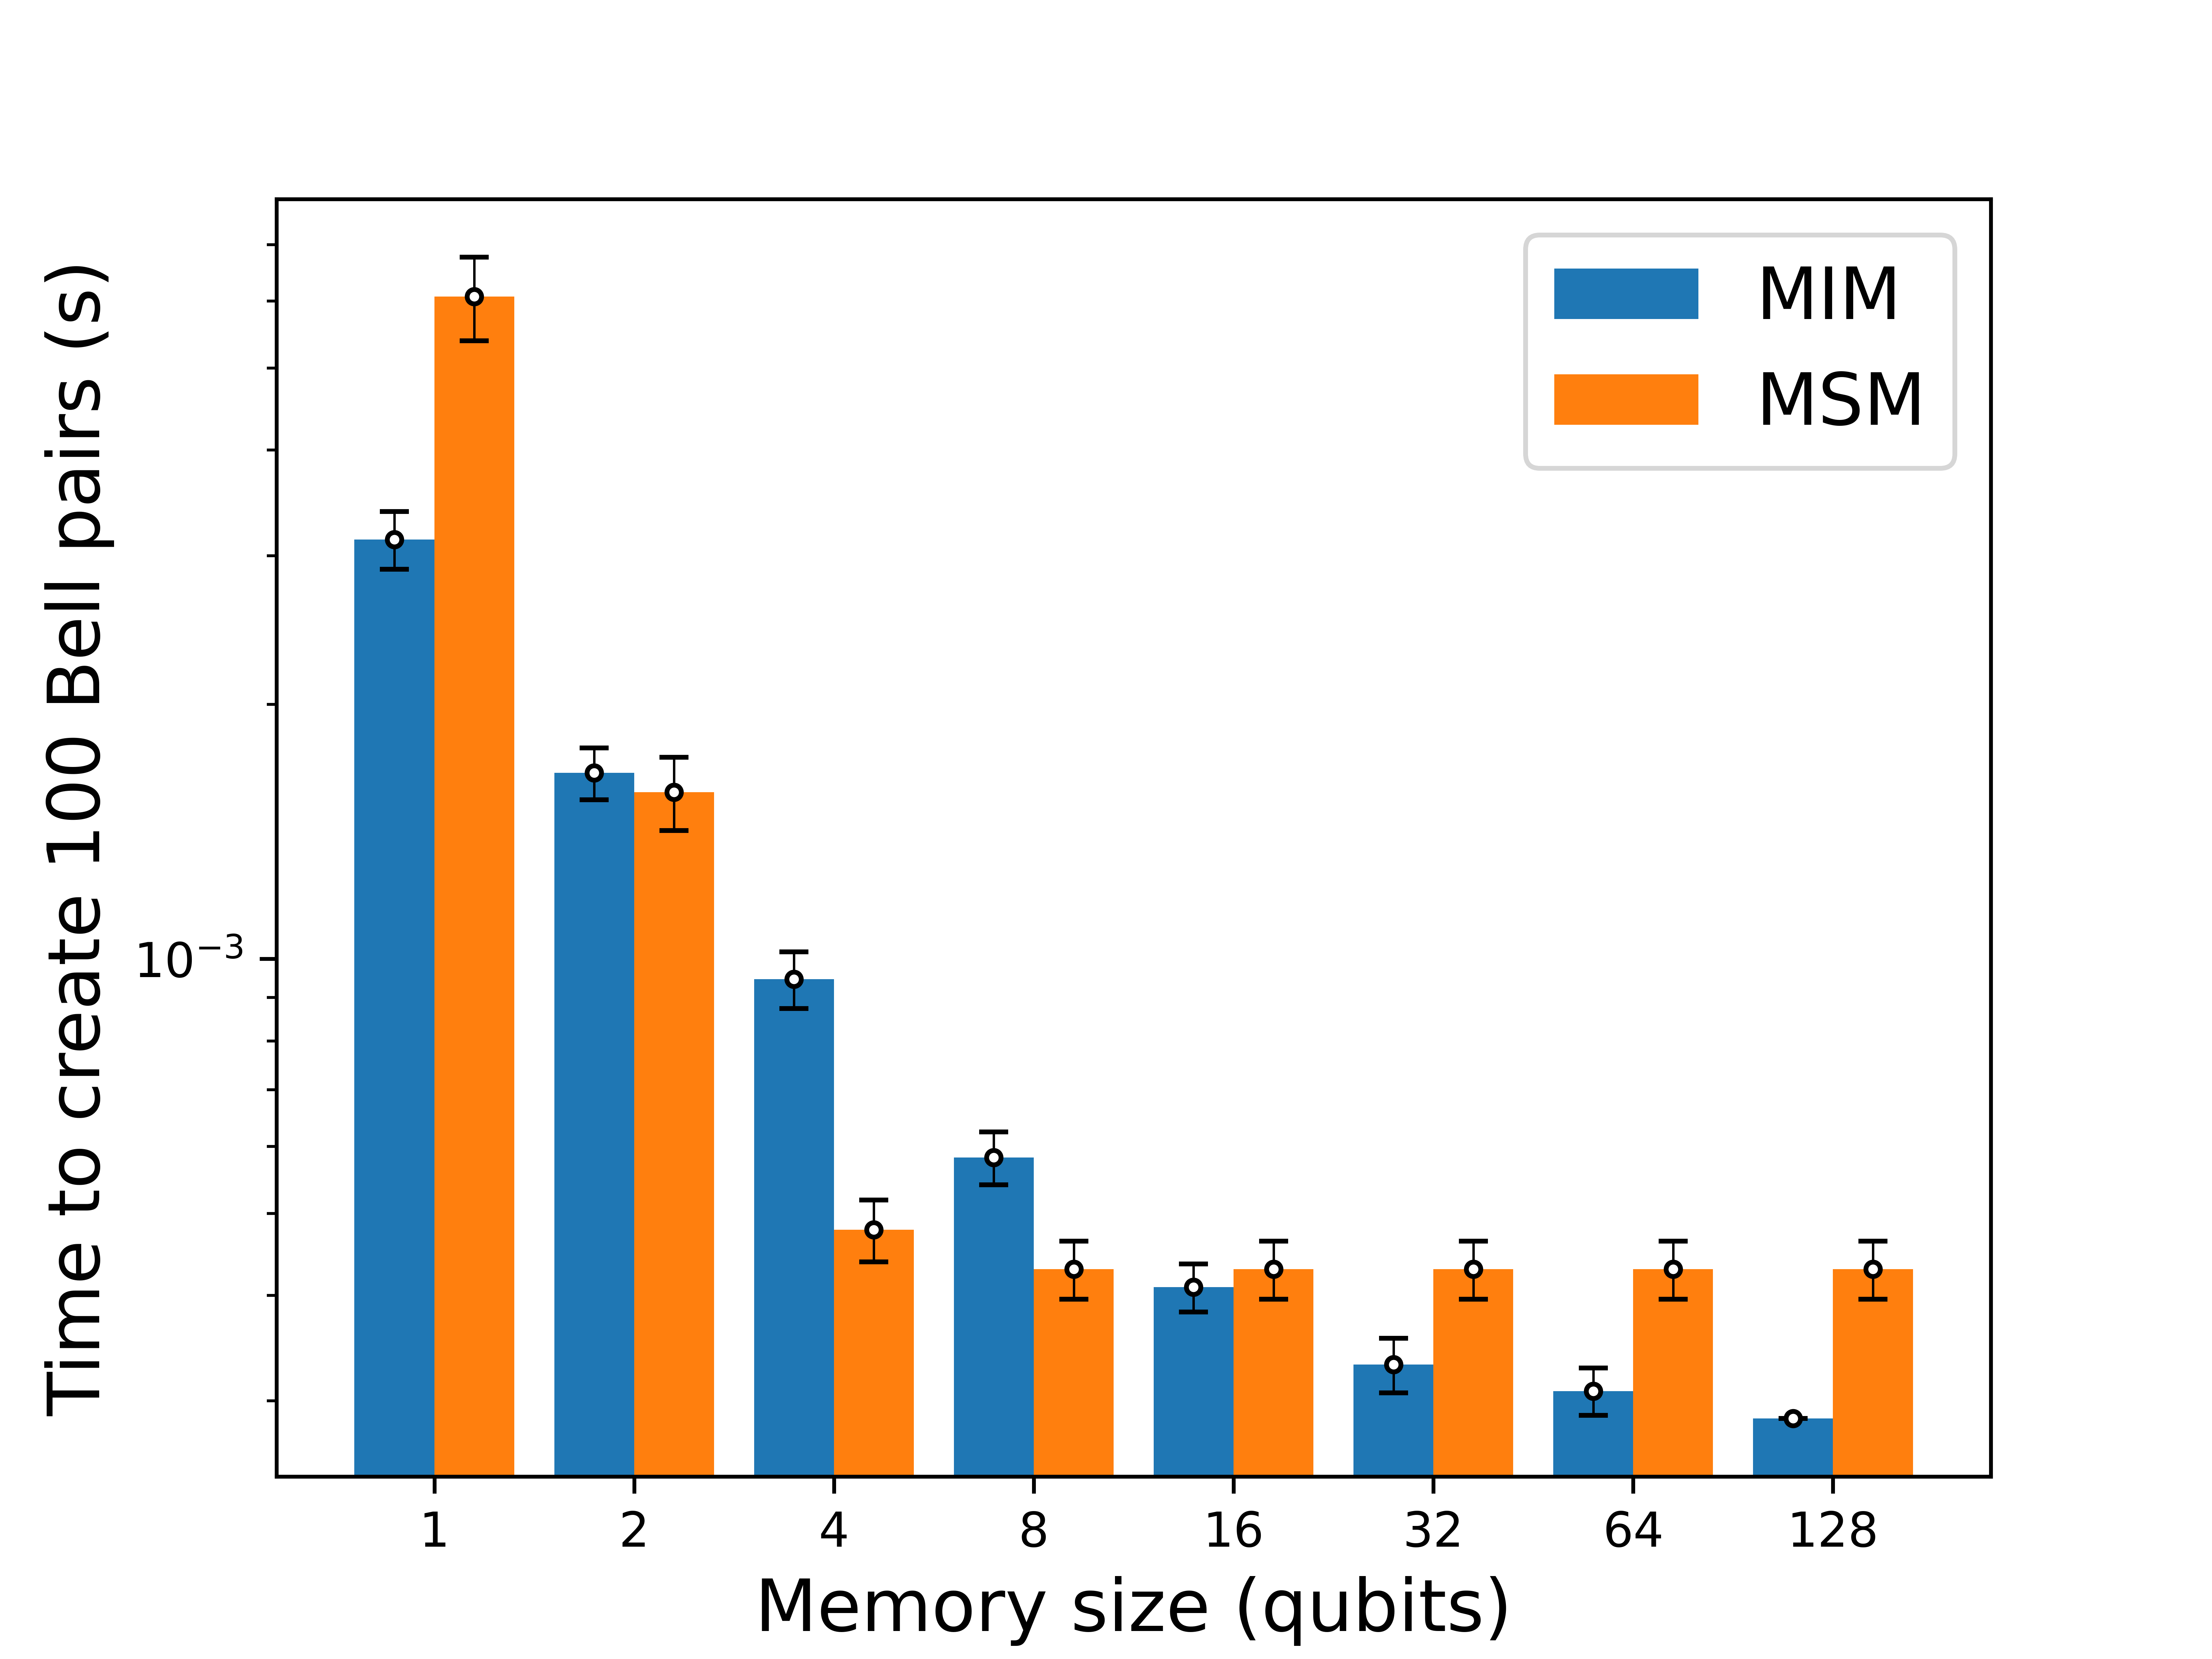 MIM
MSM
Time to create 100 Bell pairs (s)
10⁻³
1 2 4 8 16 32 64 128
Memory size (qubits)